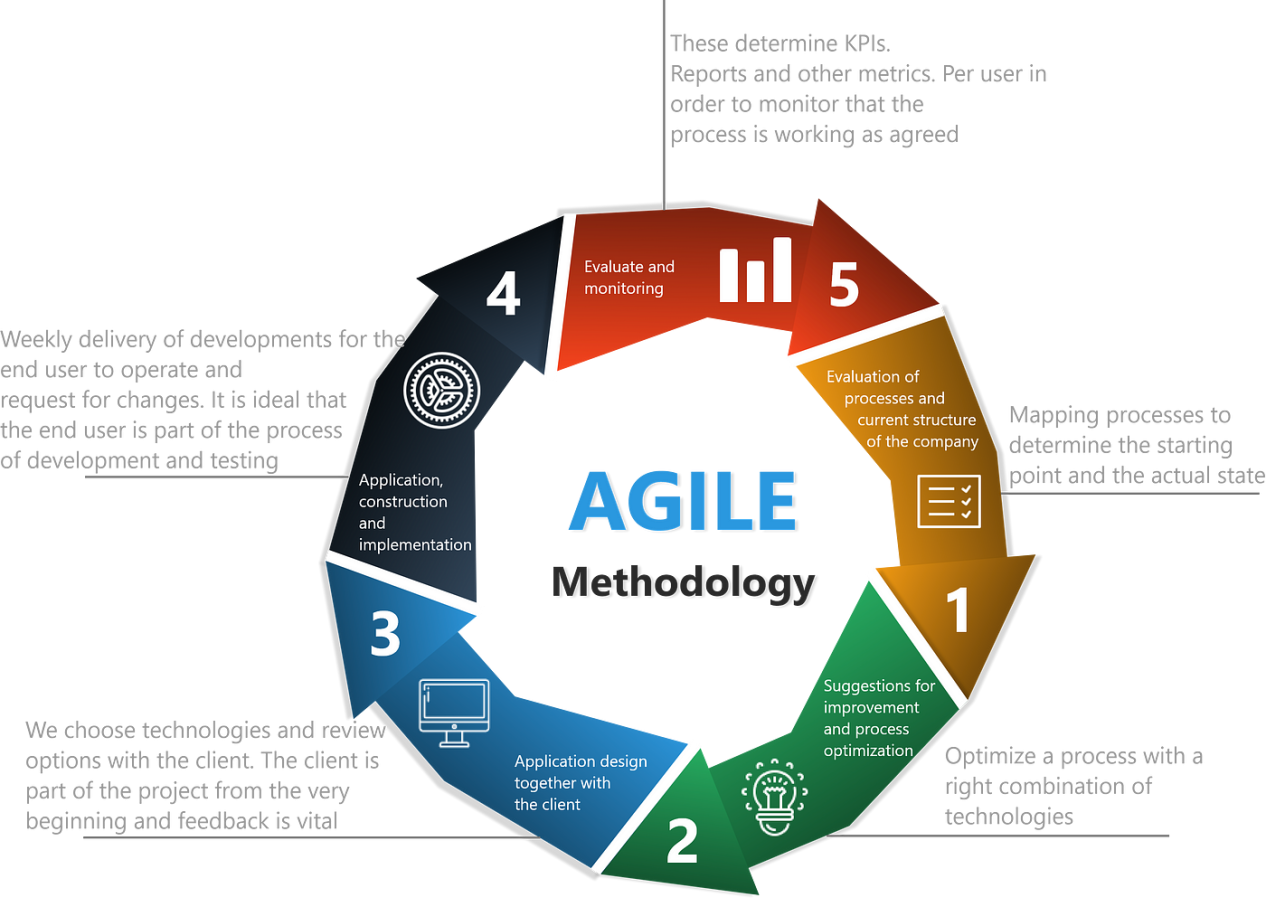 These determine KPIs.
Reports and other metrics. Per user in
order to monitor that the
process is working as agreed
Evaluate and
monitoring
5
4
Weekly delivery of developments for the
end user to operate and
request for changes. It is ideal that
the end user is part of the process
of development and testing
Application,
construction
and
implementation
Evaluation of
processes and
current structure
of the company
Mapping processes to
determine the starting
point and the actual state
AGILE
Methodology
1
3
Suggestions for
improvement
and process
optimization
Optimize a process with a
right combination of
technologies
We choose technologies and review
options with the client. The client is
part of the project from the very
beginning and feedback is vital
Application design
together with
the client
2